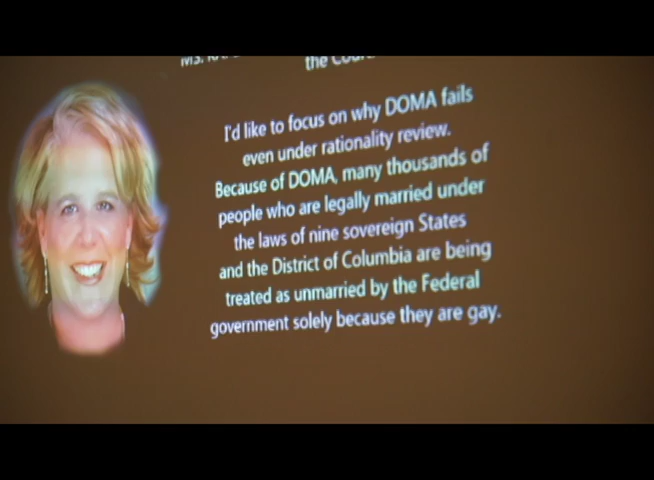 MS.
the
I'd like to focus on why DOMA fails
even under rationality review.
Because of DOMA, many thousands of
people who are legally married under
the laws of nine sovereign States
and the District of Columbia are being
treated as unmarried by the Federal
government solely because they are gay.